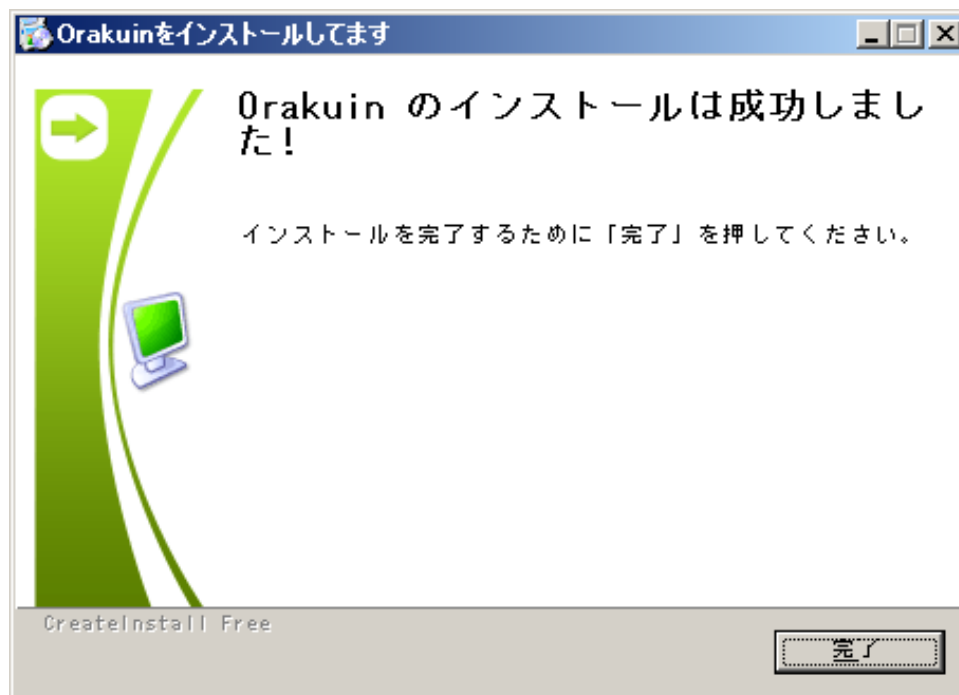 Orakuinをインストールしてます
Orakuin のインストールは成功しまし
た!
インストールを完了するために「完了」を押してください。
CreateInstall Free
完了